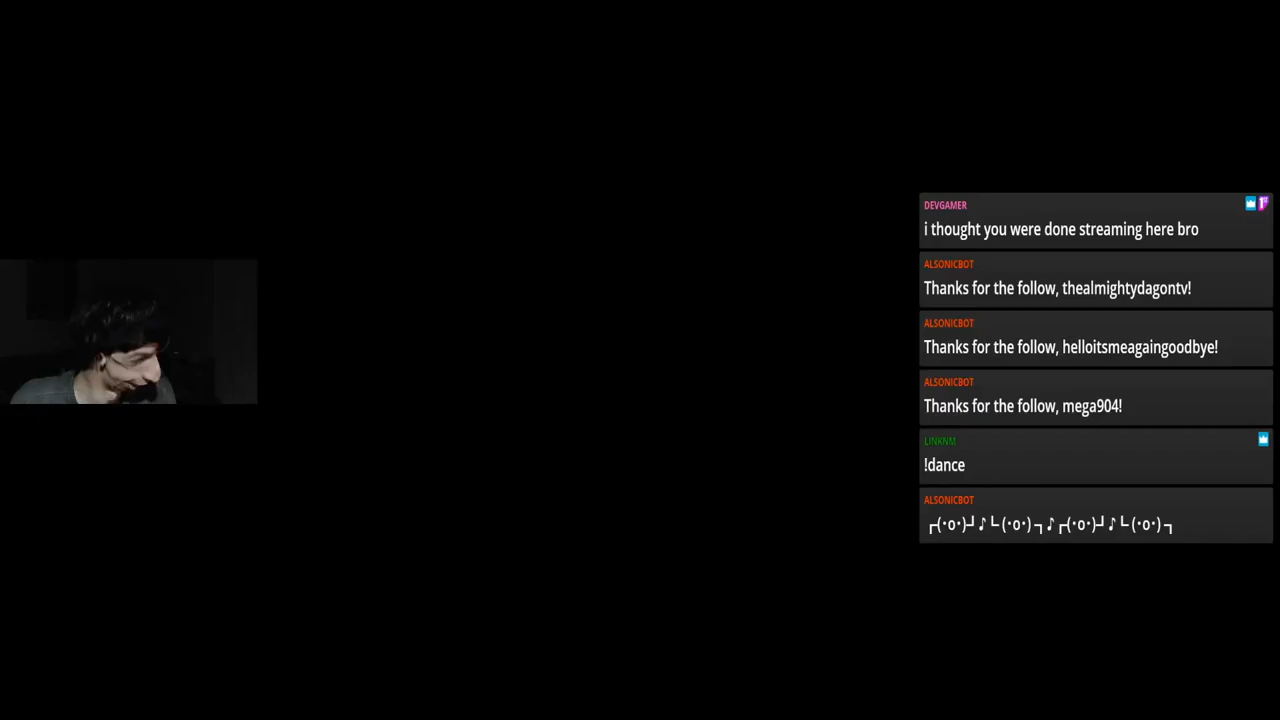 DEVGAMER
i thought you were done streaming here bro
ALSONICBOT
Thanks for the follow, thealmightydagontv!
ALSONICBOT
Thanks for the follow, helloitsmeagaingoodbye!
ALSONICBOT
Thanks for the follow, mega904!
LINKNM
!dance
ALSONICBOT
┏(･o･)┛♪┗(･o･)┓♪┏(･o･)┛♪┗(･o･)┓